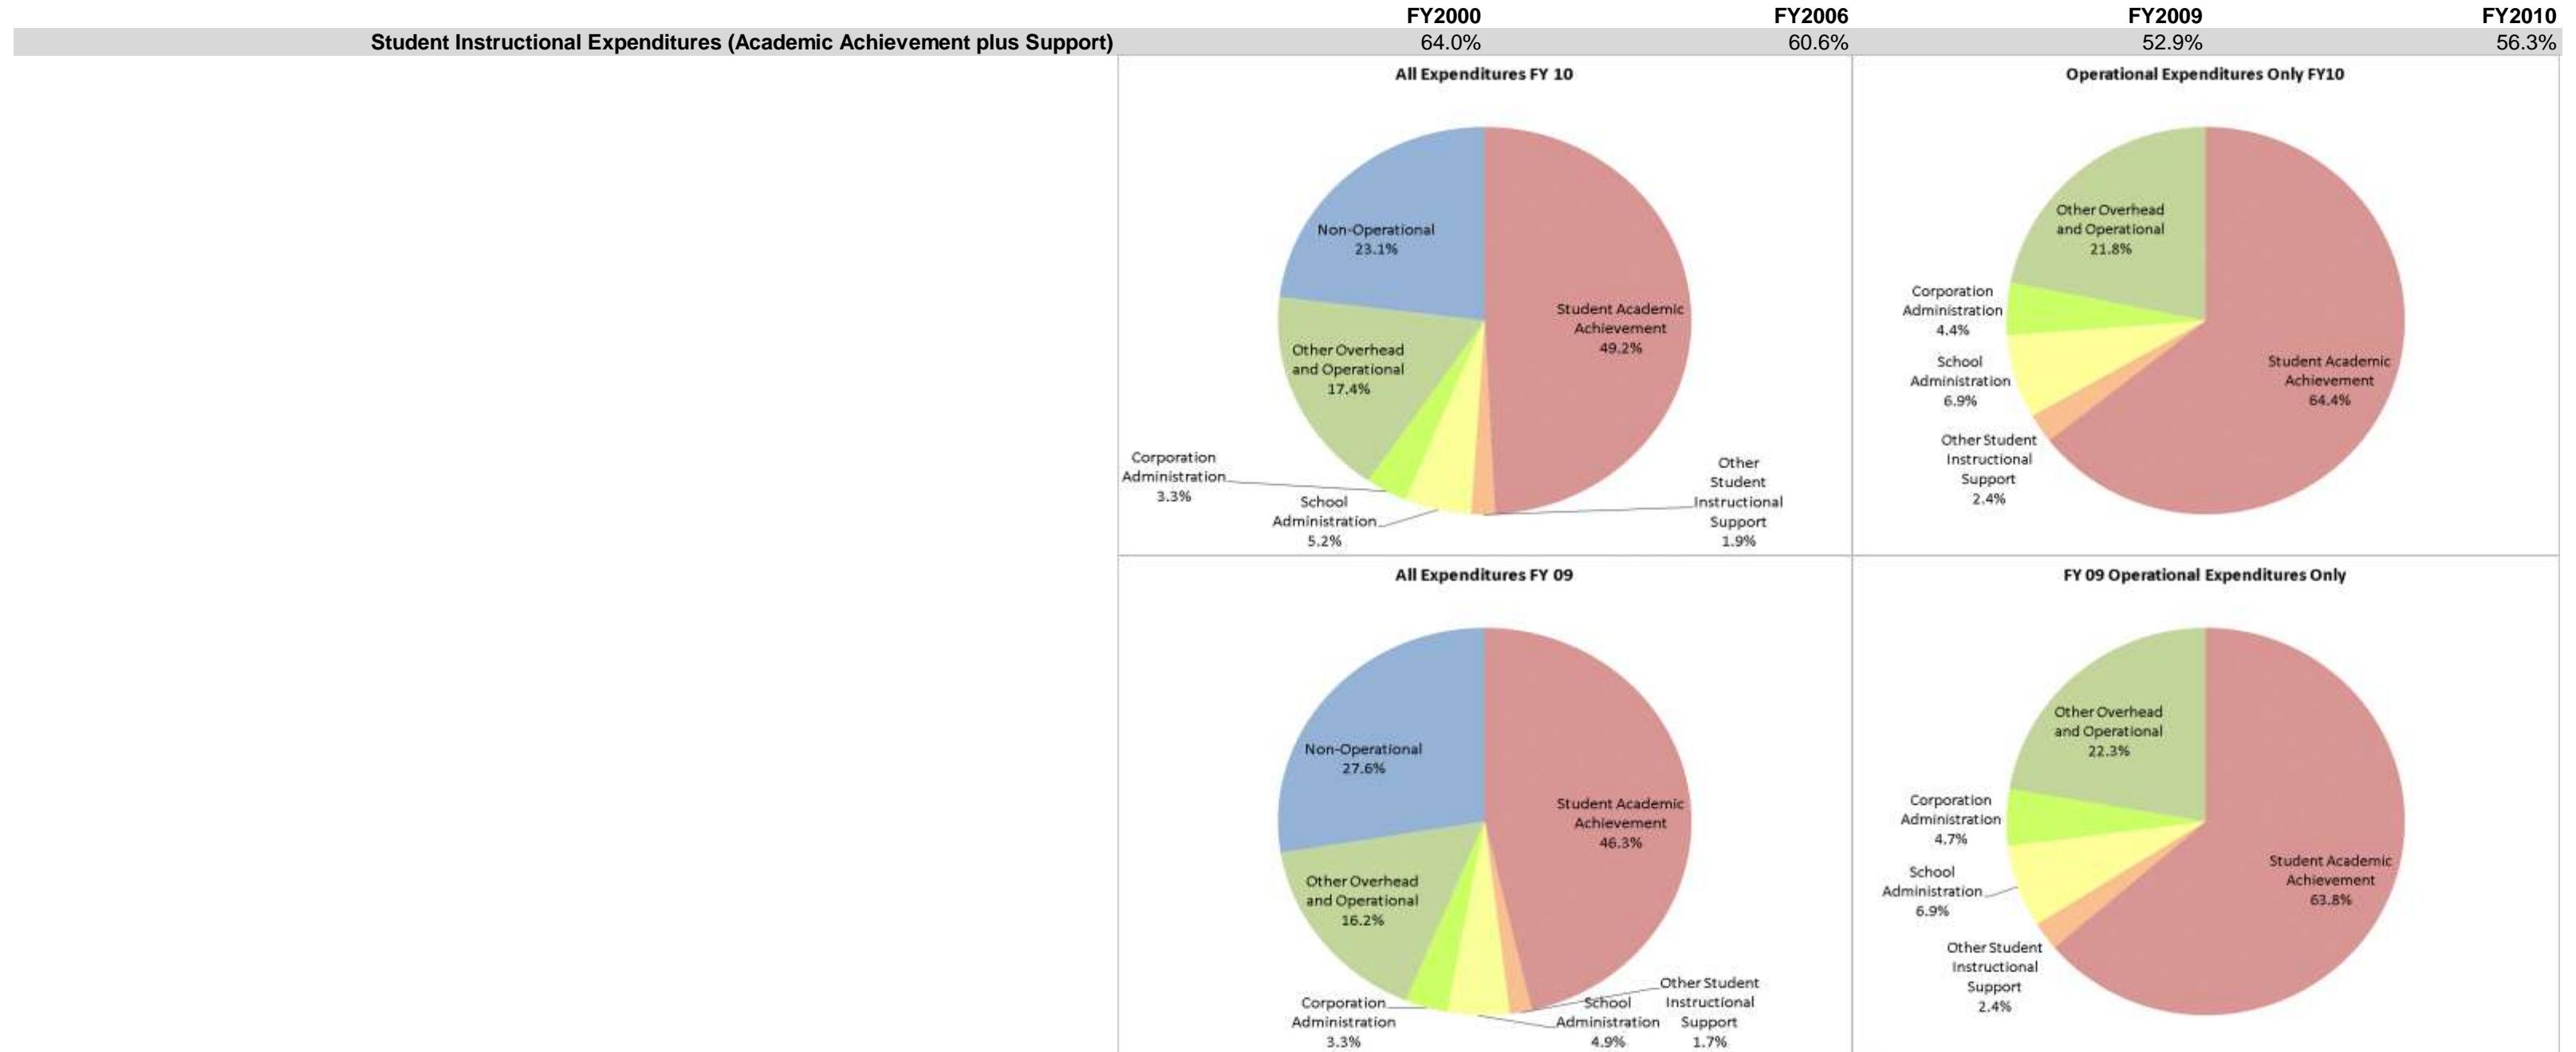 FY2000 FY2006 FY2009 FY2010
Student Instructional Expenditures (Academic Achievement plus Support) 64.0% 60.6% 52.9% 56.3%
All Expenditures FY 10
Non-Operational
23.1%
Student Academic
Achievement
49.2%
Other Overhead
and Operational
17.4%
Corporation
Administration
3.3%
School
Administration
5.2%
Other
Student
Instructional
Support
1.9%
Operational Expenditures Only FY10
Other Overhead
and Operational
21.8%
Corporation
Administration
4.4%
School
Administration
6.9%
Student Academic
Achievement
64.4%
Other Student
Instructional
Support
2.4%
All Expenditures FY 09
Non-Operational
27.6%
Student Academic
Achievement
46.3%
Other Overhead
and Operational
16.2%
Corporation
Administration
3.3%
School
Administration
4.9%
Other Student
Instructional
Support
1.7%
FY 09 Operational Expenditures Only
Other Overhead
and Operational
22.3%
Corporation
Administration
4.7%
School
Administration
6.9%
Student Academic
Achievement
63.8%
Other Student
Instructional
Support
2.4%